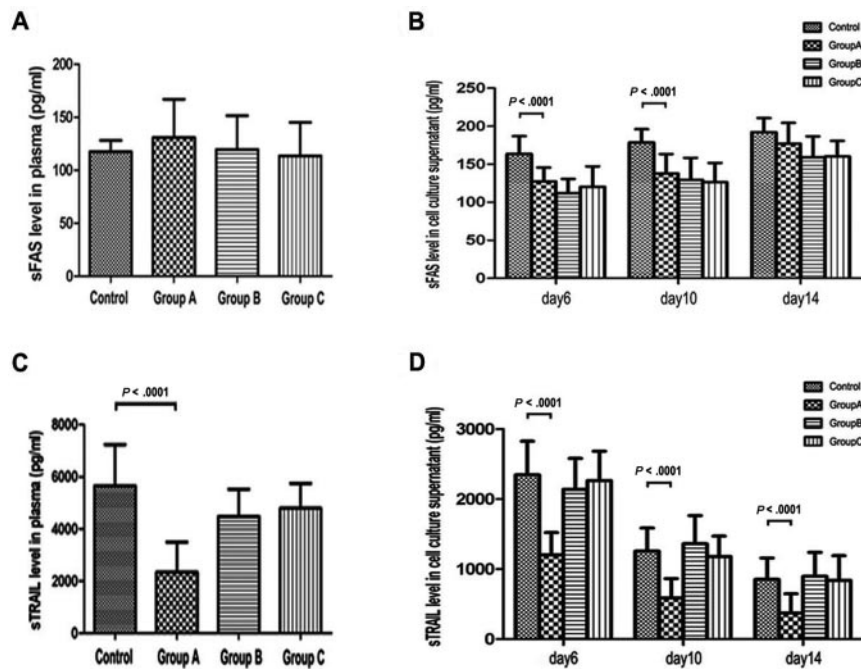 A
sFAS level in plasma (pg/ml)
200
150
100
50
0
Control Group A Group B Group C
B
Control
GroupA
GroupB
GroupC
sFAS level in cell culture supernatant (pg/ml)
250
200
150
100
50
0
P < .0001 P < .0001
day6 day10 day14
C
sTRAIL level in plasma (pg/ml)
P < .0001
8000
6000
4000
2000
0
Control Group A Group B Group C
D
Control
GroupA
GroupB
GroupC
sTRAIL level in cell culture supernatant (pg/ml)
3000
2000
1000
0
P < .0001
P < .0001
P < .0001
day6 day10 day14